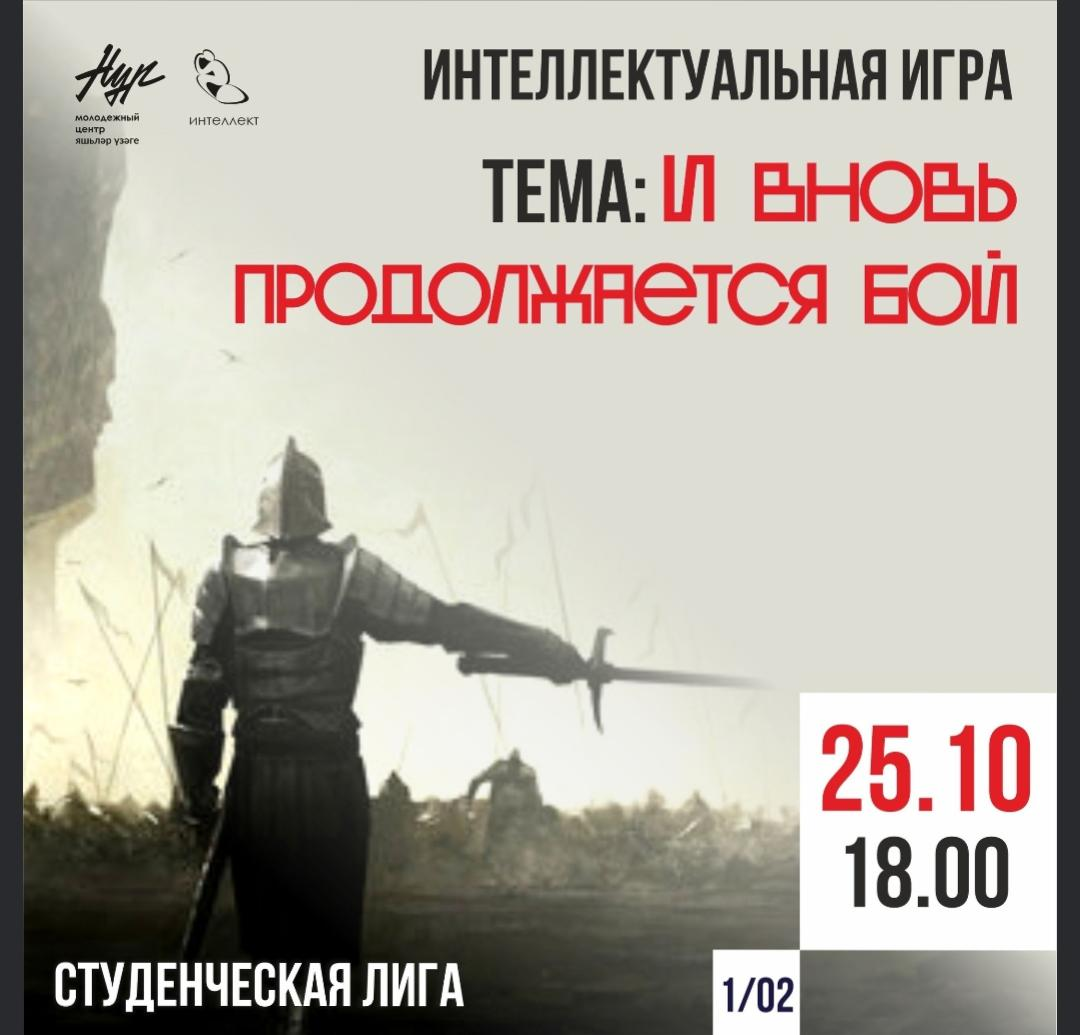 Нур
молодежный
центр
яшьләр үзәге
интеллект
ИНТЕЛЛЕКТУАЛЬНАЯ ИГРА
ТЕМА: И ВНОВЬ
ПРОДОЛЖАЕТСЯ БОЙ
25.10
18.00
СТУДЕНЧЕСКАЯ ЛИГА
1/02